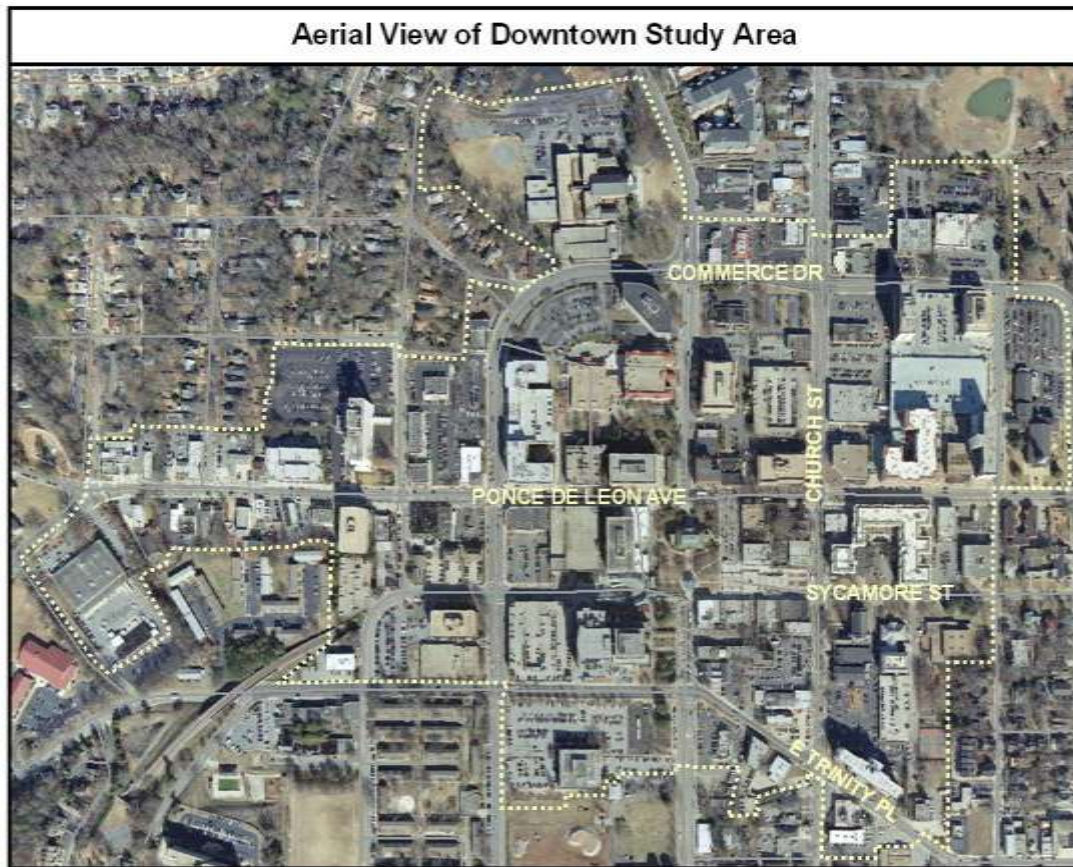 Aerial View of Downtown Study Area
COMMERCE DR
CHURCH ST
PONCE DE LEON AVE
SYCAMORE ST
E TRINITY PL